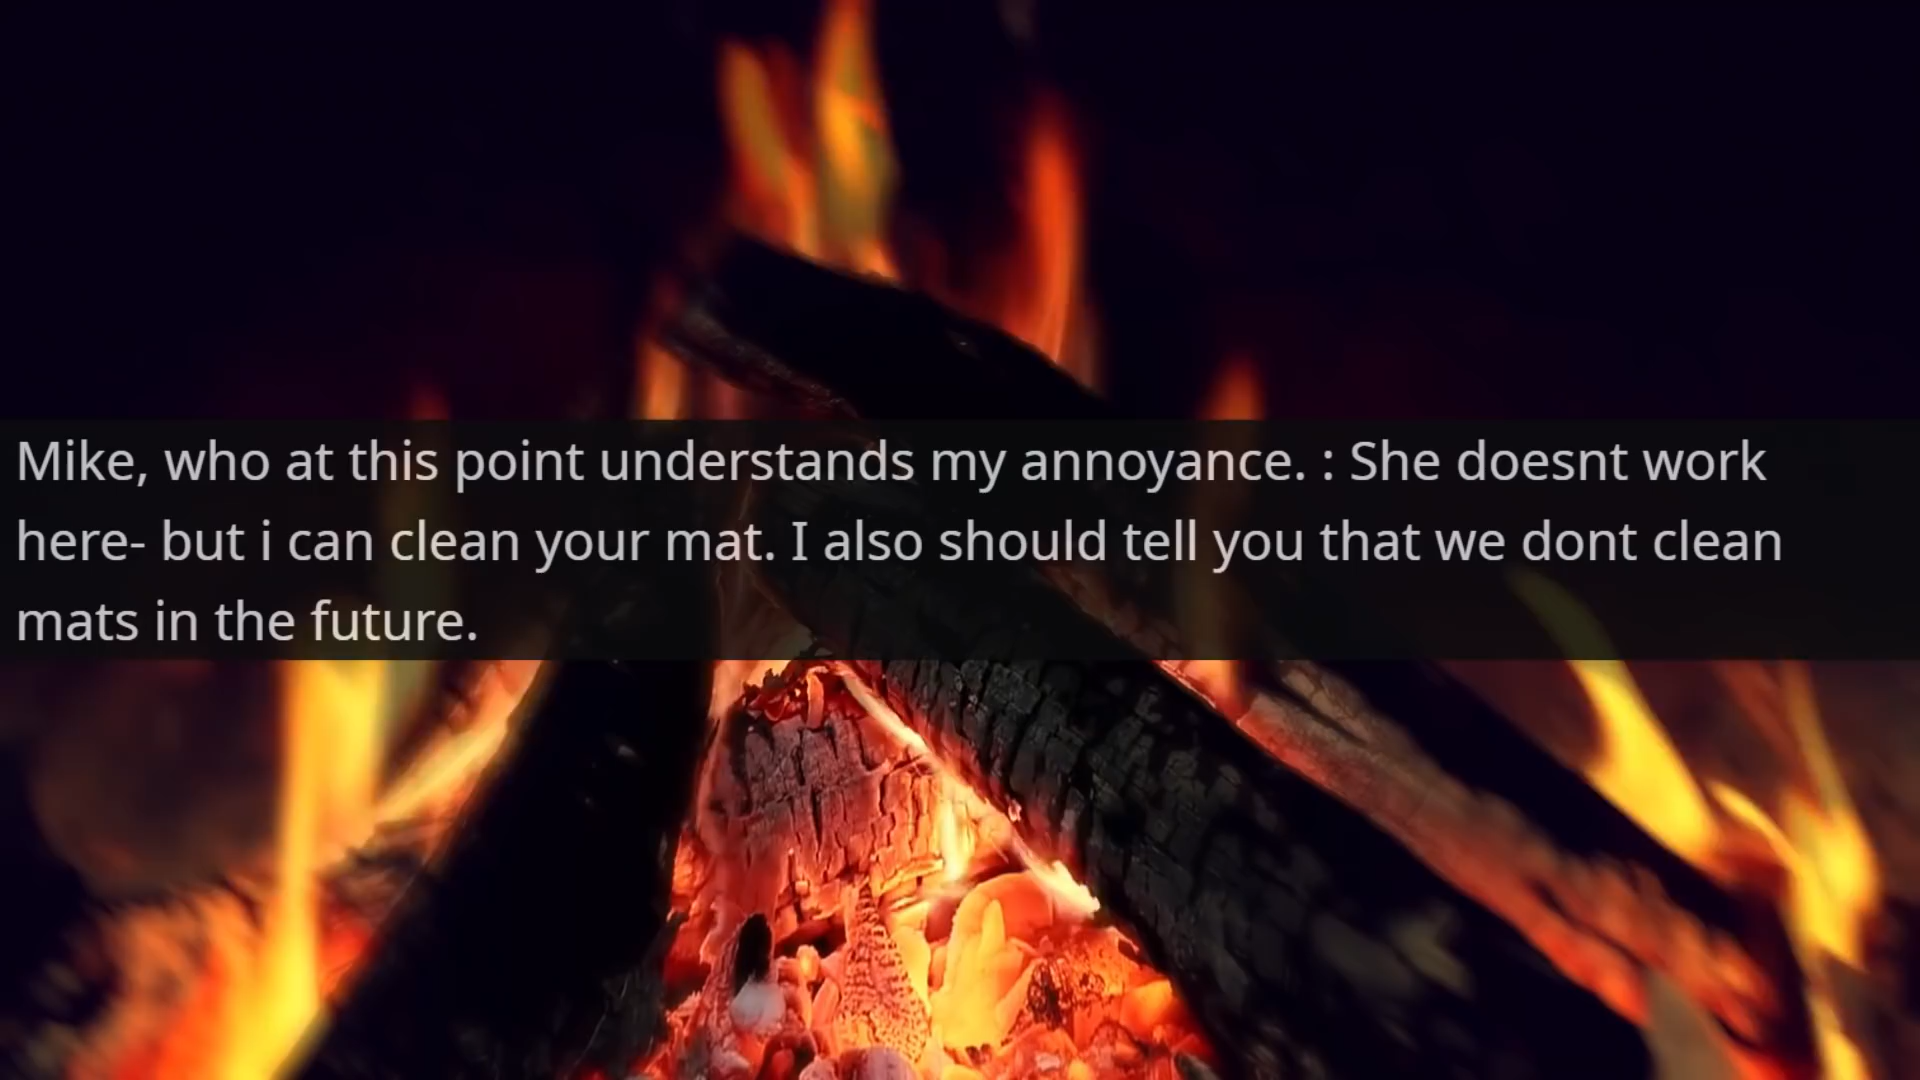 Mike, who at this point understands my annoyance. : She doesnt work
here- but i can clean your mat. I also should tell you that we dont clean
mats in the future.